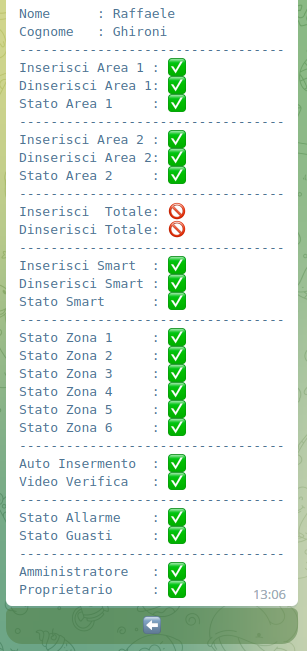 Nome      : Raffaele
Cognome   : Ghironi
---------------------------------
Inserisci Area 1 : ✅
Dinserisci Area 1: ✅
Stato Area 1     : ✅
---------------------------------
Inserisci Area 2 : ✅
Dinserisci Area 2: ✅
Stato Area 2     : ✅
---------------------------------
Inserisci  Totale: 🚫
Dinserisci Totale: 🚫
---------------------------------
Inserisci Smart  : ✅
Dinserisci Smart : ✅
Stato Smart      : ✅
---------------------------------
Stato Zona 1     : ✅
Stato Zona 2     : ✅
Stato Zona 3     : ✅
Stato Zona 4     : ✅
Stato Zona 5     : ✅
Stato Zona 6     : ✅
---------------------------------
Auto Insermento  : ✅
Video Verifica   : ✅
---------------------------------
Stato Allarme    : ✅
Stato Guasti     : ✅
---------------------------------
Amministratore   : ✅
Proprietario     : ✅
13:06